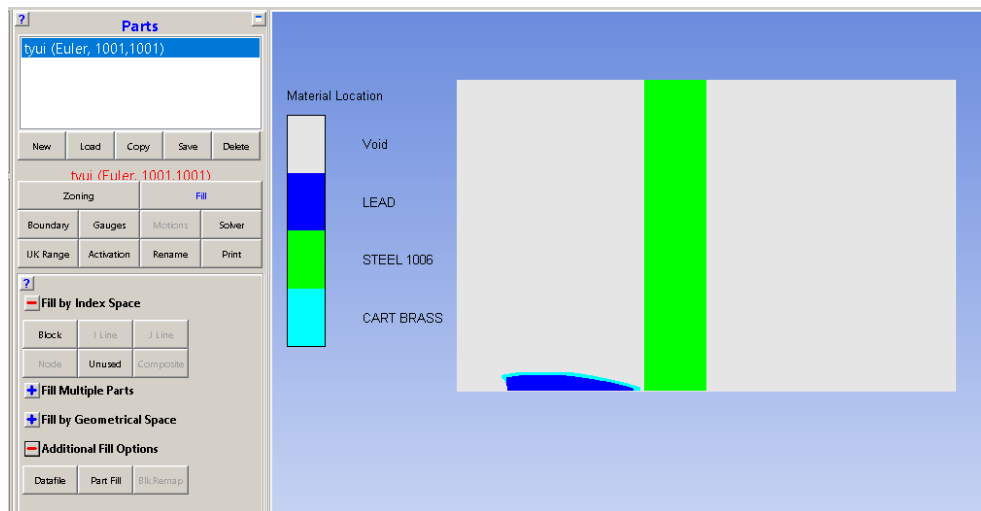 ?
Parts
tyui (Euler, 1001,1001)
New Load Copy Save Delete
tyui (Euler, 1001,1001)
Zoning Fill
Boundary Gauges Motions Solver
IJK Range Activation Rename Print
?
Fill by Index Space
Block I Line J Line
Node Unused Composite
Fill Multiple Parts
Fill by Geometrical Space
Additional Fill Options
Datafile Part Fill Blk.Remap
Material Location
Void
LEAD
STEEL 1006
CART BRASS